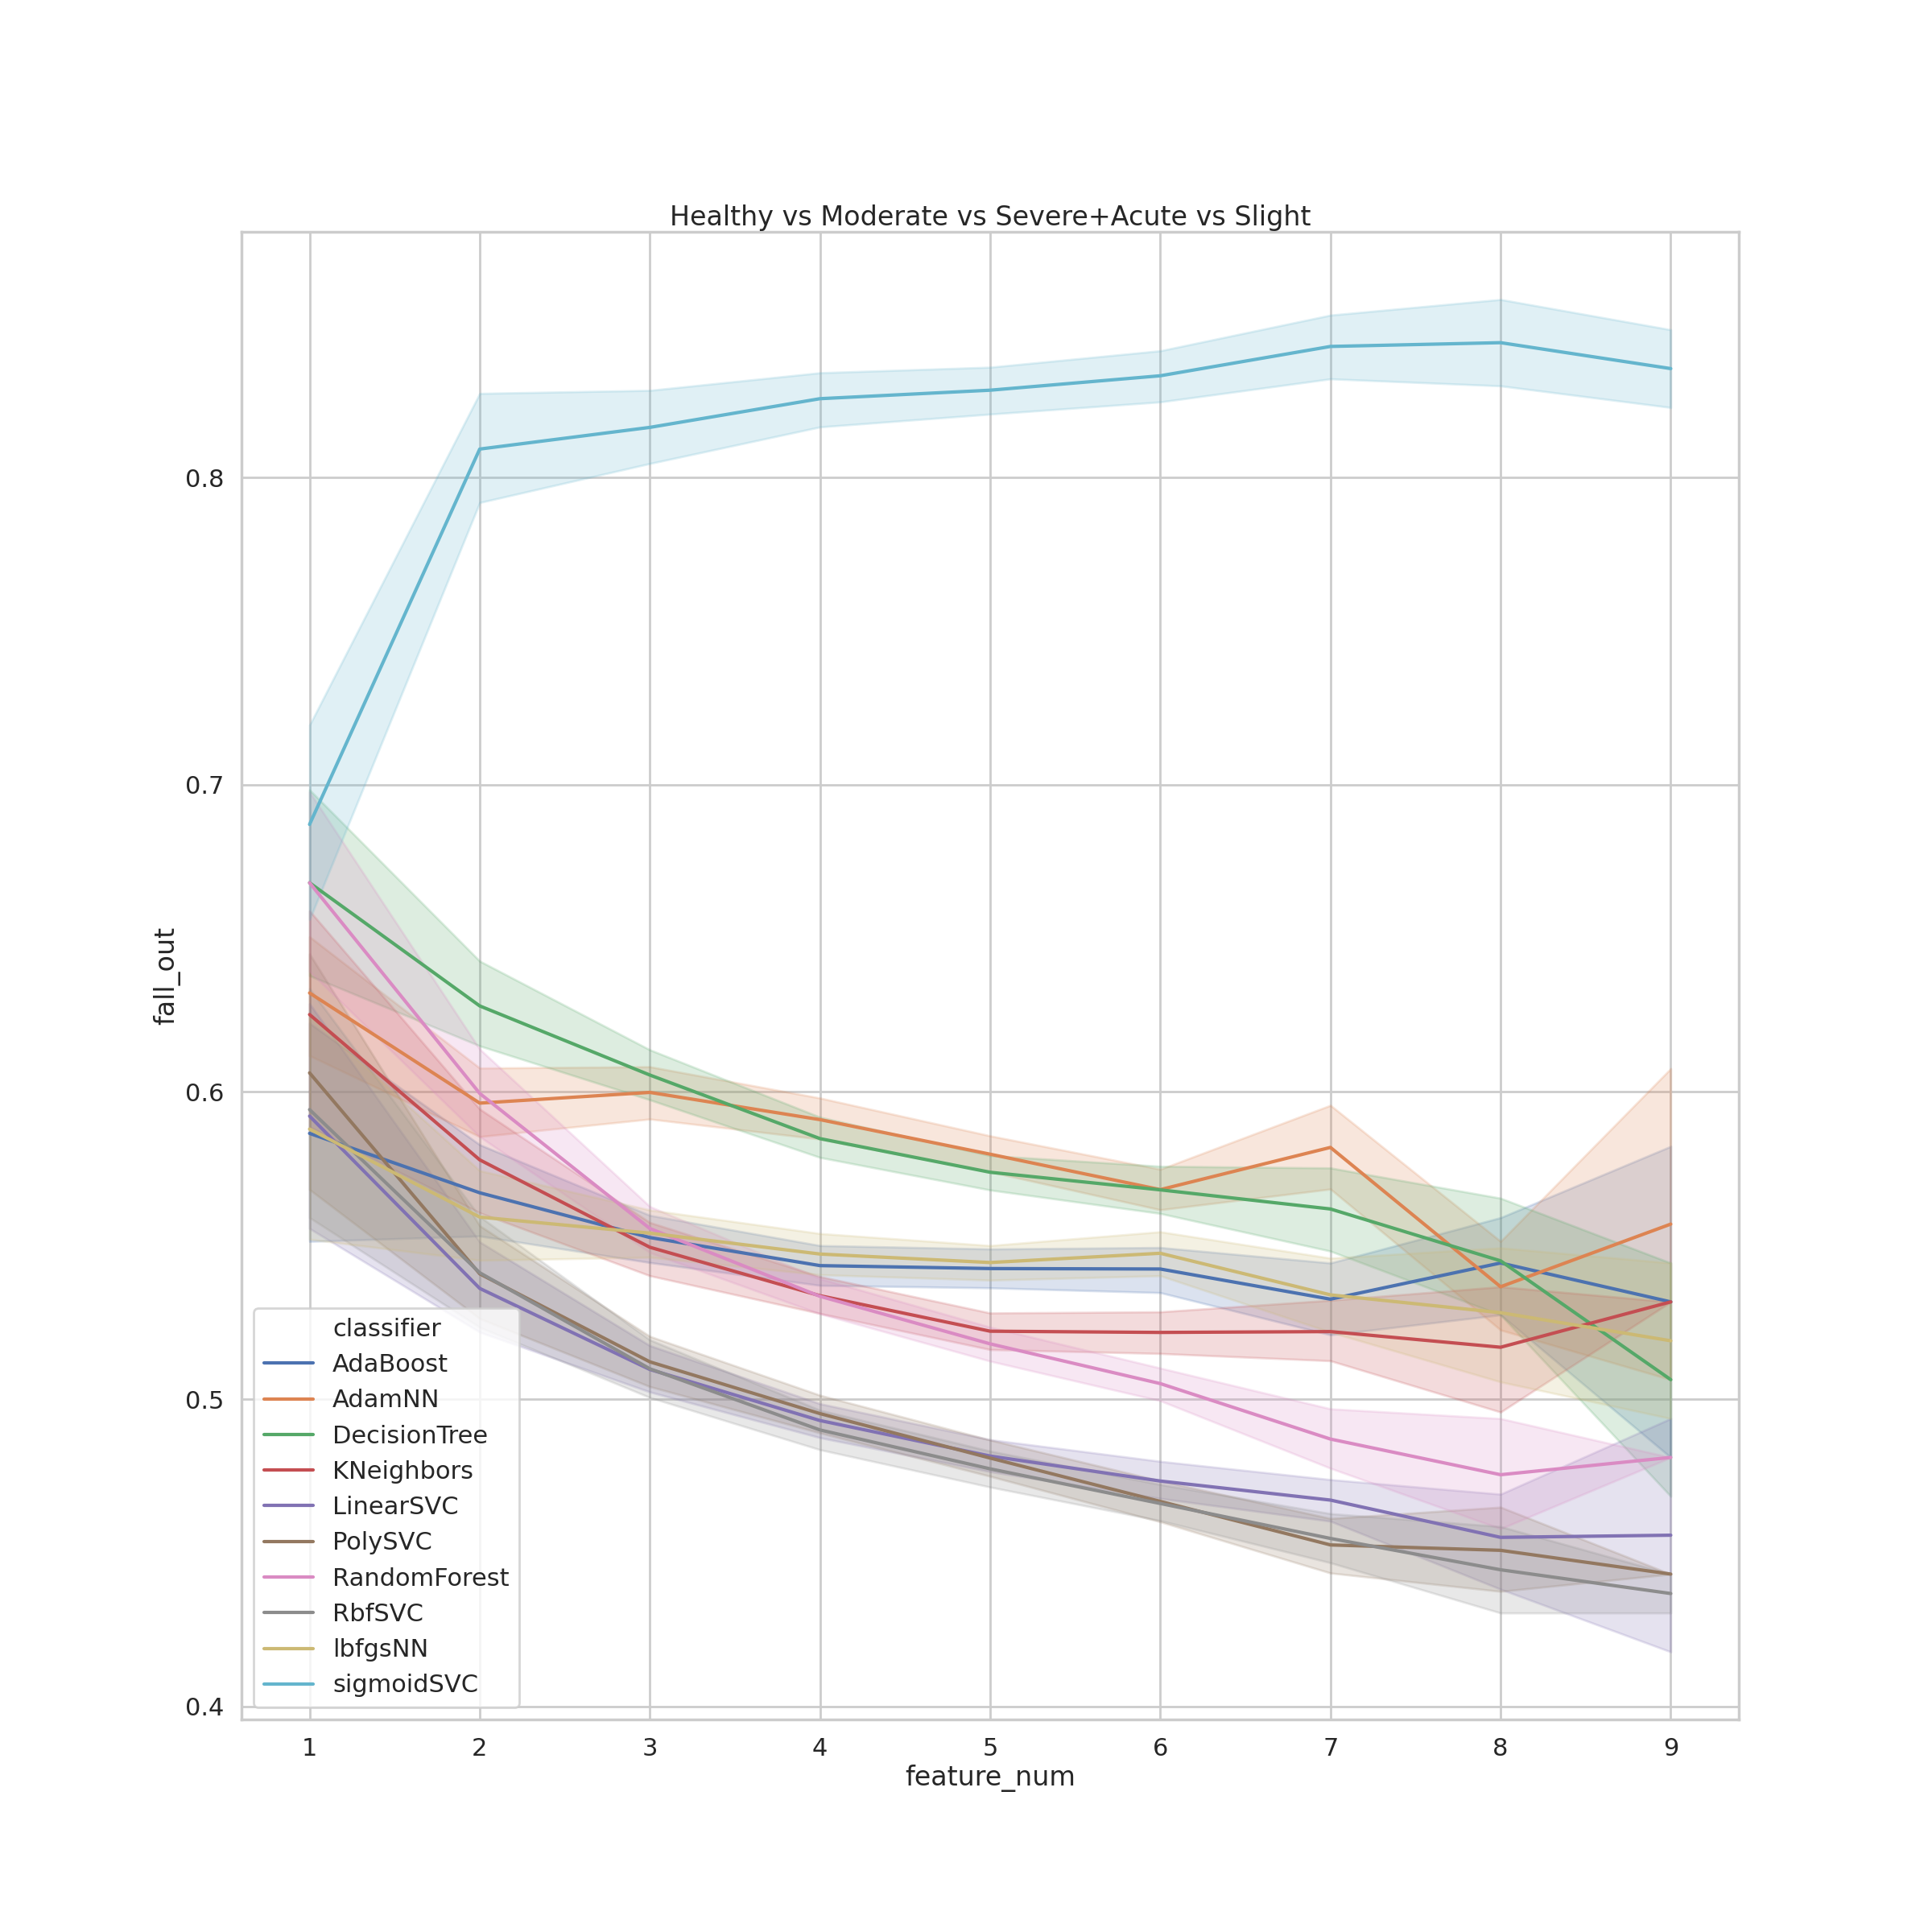 Healthy vs Moderate vs Severe+Acute vs Slight
fall_out
0.8
0.7
0.6
0.5
0.4
classifier
AdaBoost
AdamNN
DecisionTree
KNeighbors
LinearSVC
PolySVC
RandomForest
RbfSVC
lbfgsNN
sigmoidSVC
1 2 3 4 5 6 7 8 9
feature_num